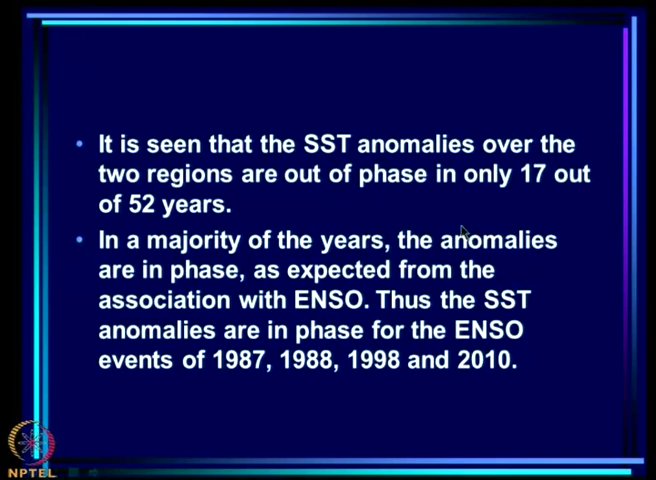 • It is seen that the SST anomalies over the
two regions are out of phase in only 17 out
of 52 years.
• In a majority of the years, the anomalies
are in phase, as expected from the
association with ENSO. Thus the SST
anomalies are in phase for the ENSO
events of 1987, 1988, 1998 and 2010.
NPTEL